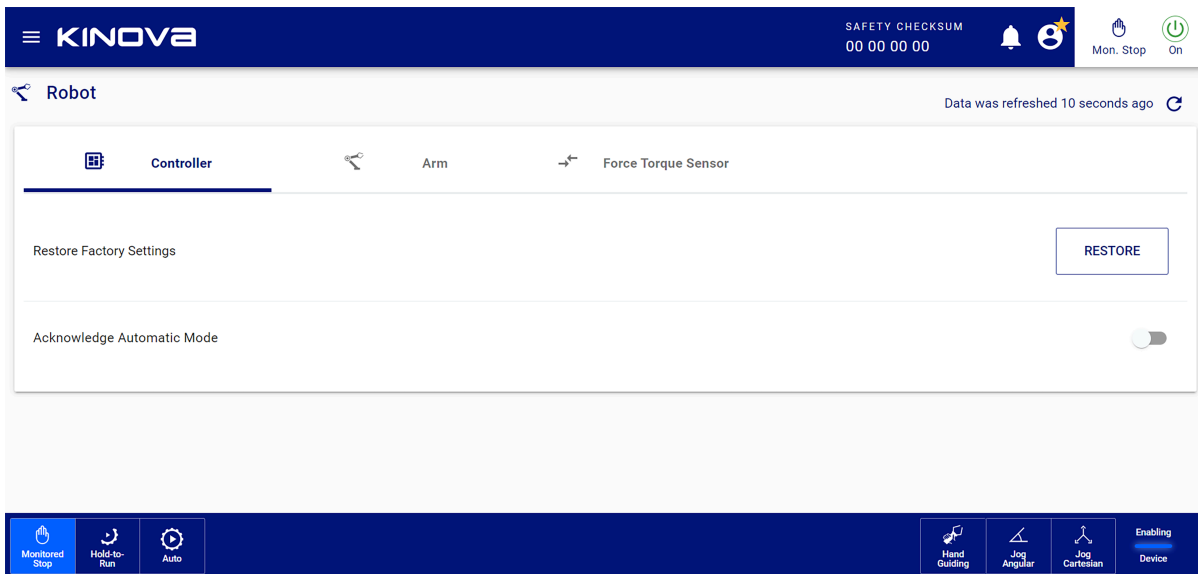 KINOVA
SAFETY CHECKSUM
00 00 00 00
Mon. Stop
On
Robot
Data was refreshed 10 seconds ago
Controller
Arm
Force Torque Sensor
Restore Factory Settings
RESTORE
Acknowledge Automatic Mode
Monitored
Stop
Hold-to-
Run
Auto
Hand
Guiding
Jog
Angular
Jog
Cartesian
Enabling
Device